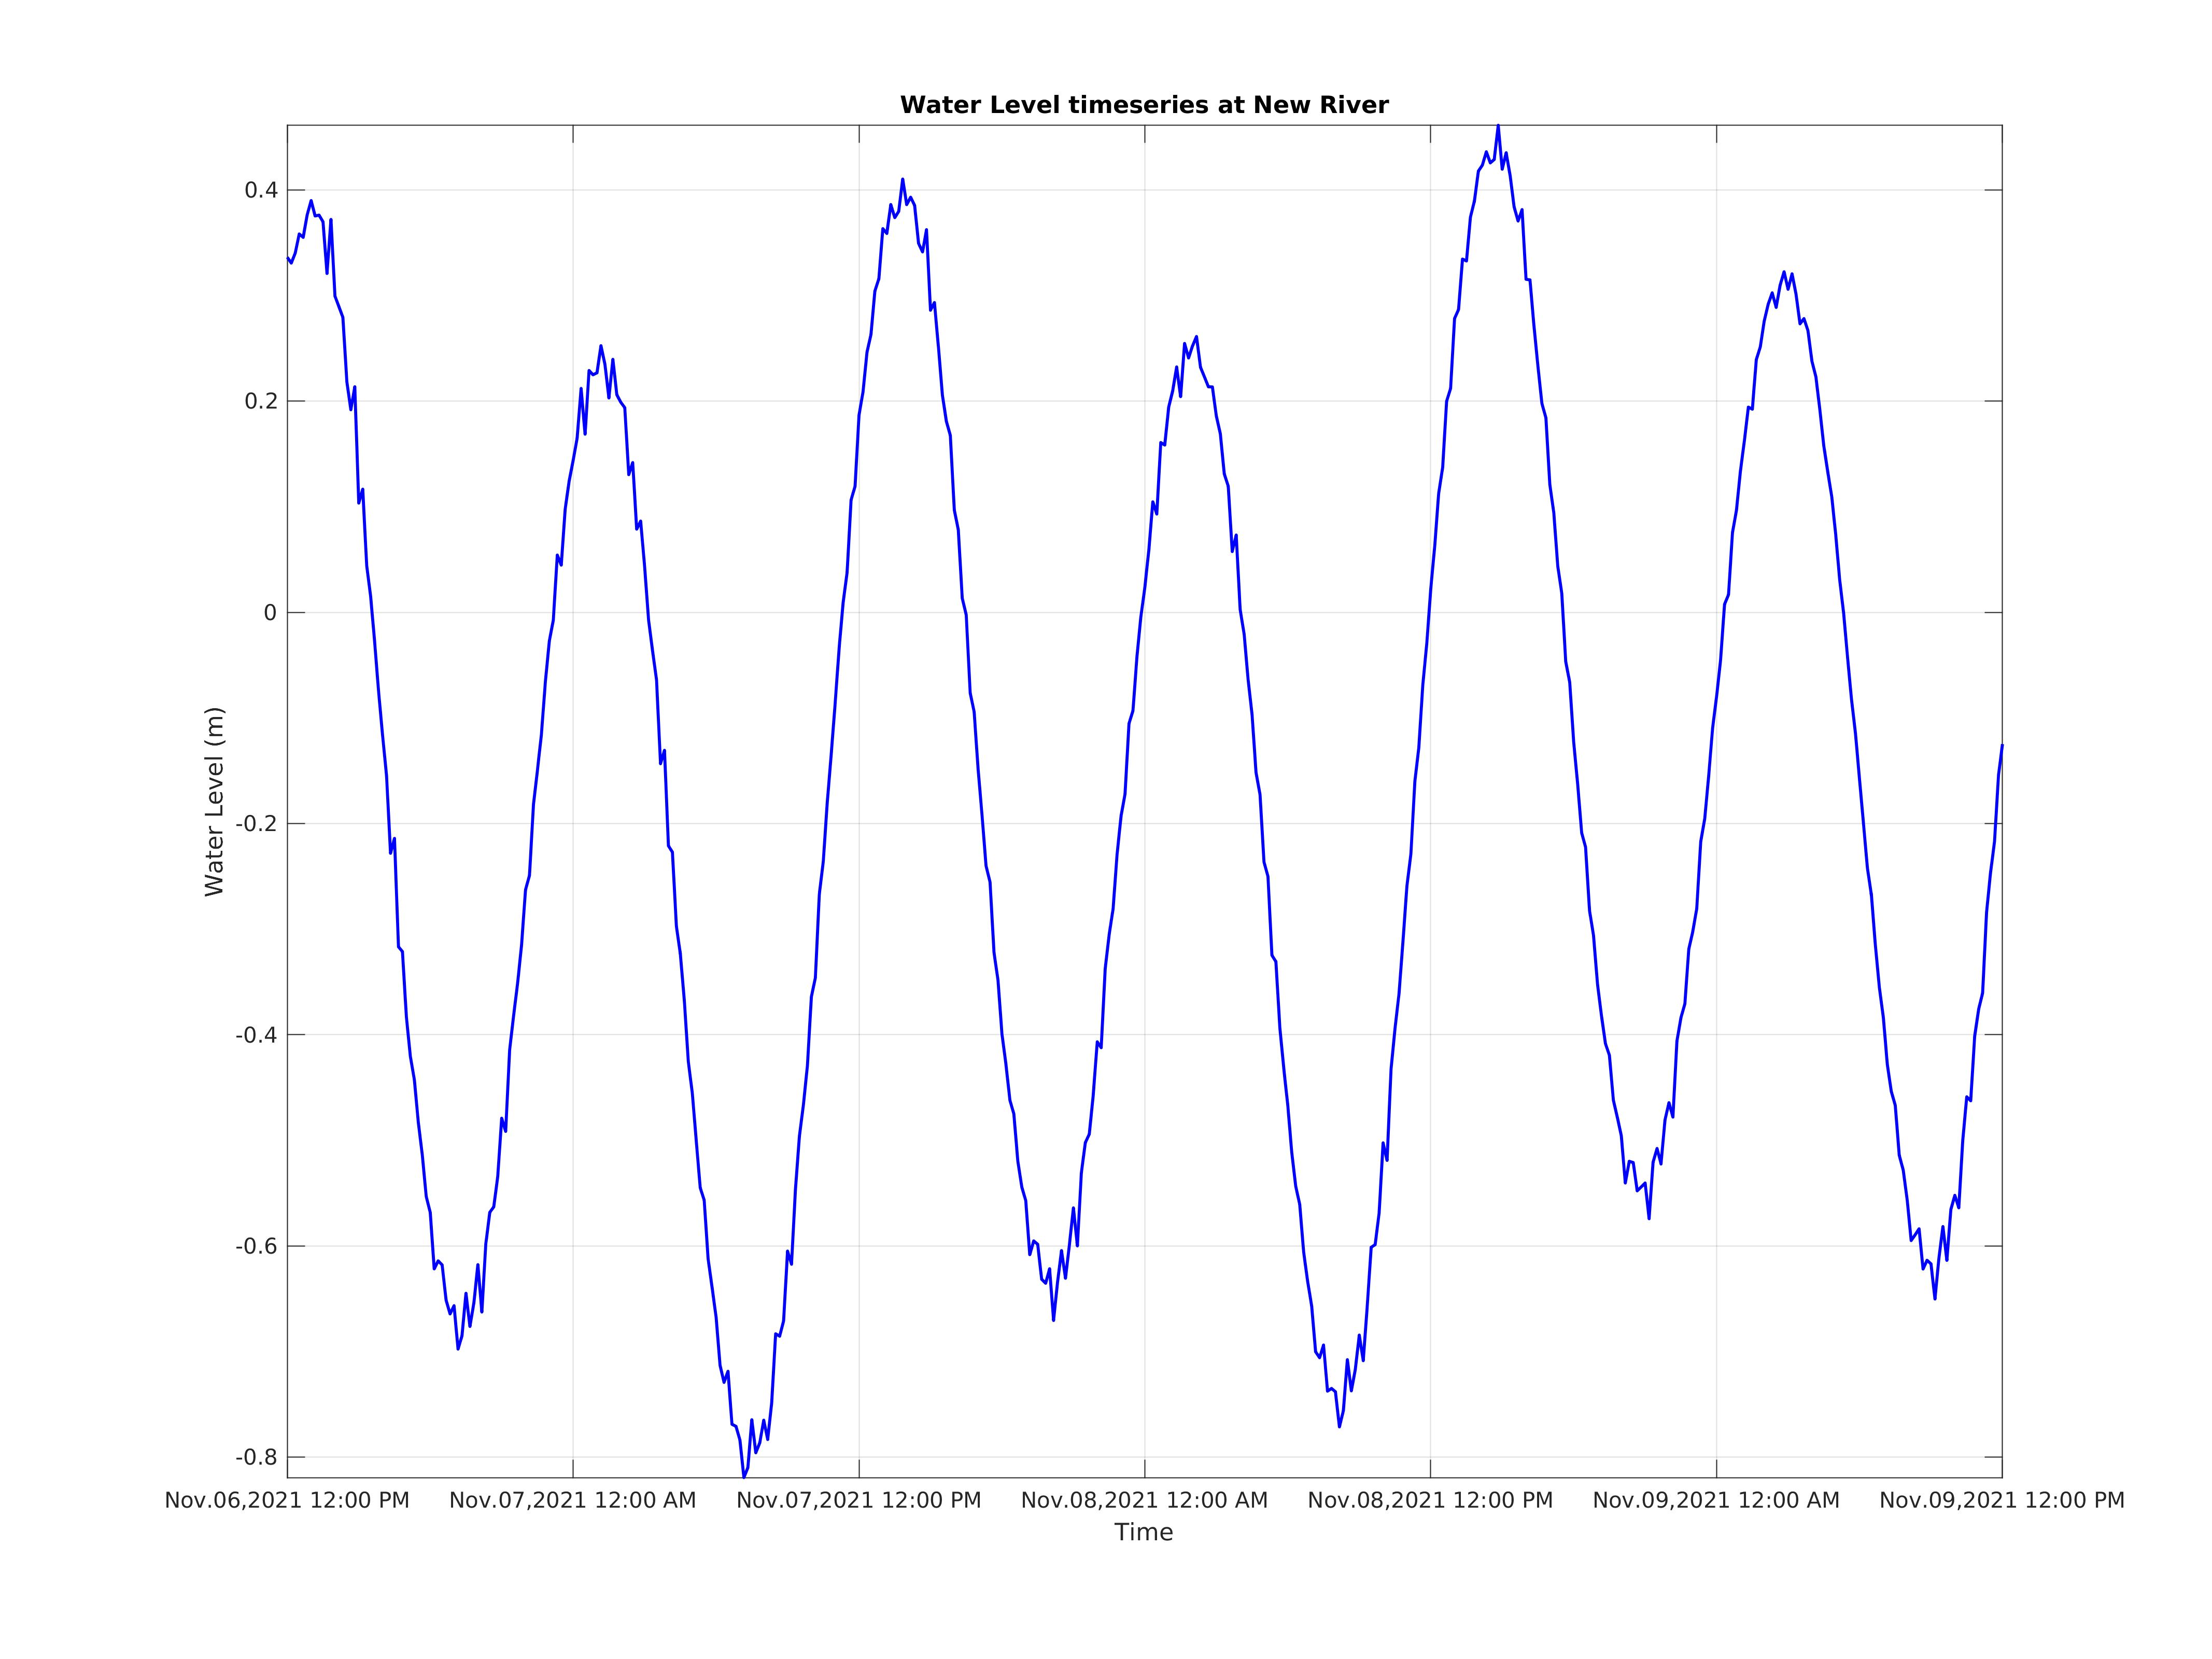 Water Level timeseries at New River
Water Level (m)
0.4
0.2
0
-0.2
-0.4
-0.6
-0.8
Nov.06,2021 12:00 PM Nov.07,2021 12:00 AM Nov.07,2021 12:00 PM Nov.08,2021 12:00 AM Nov.08,2021 12:00 PM Nov.09,2021 12:00 AM Nov.09,2021 12:00 PM
Time